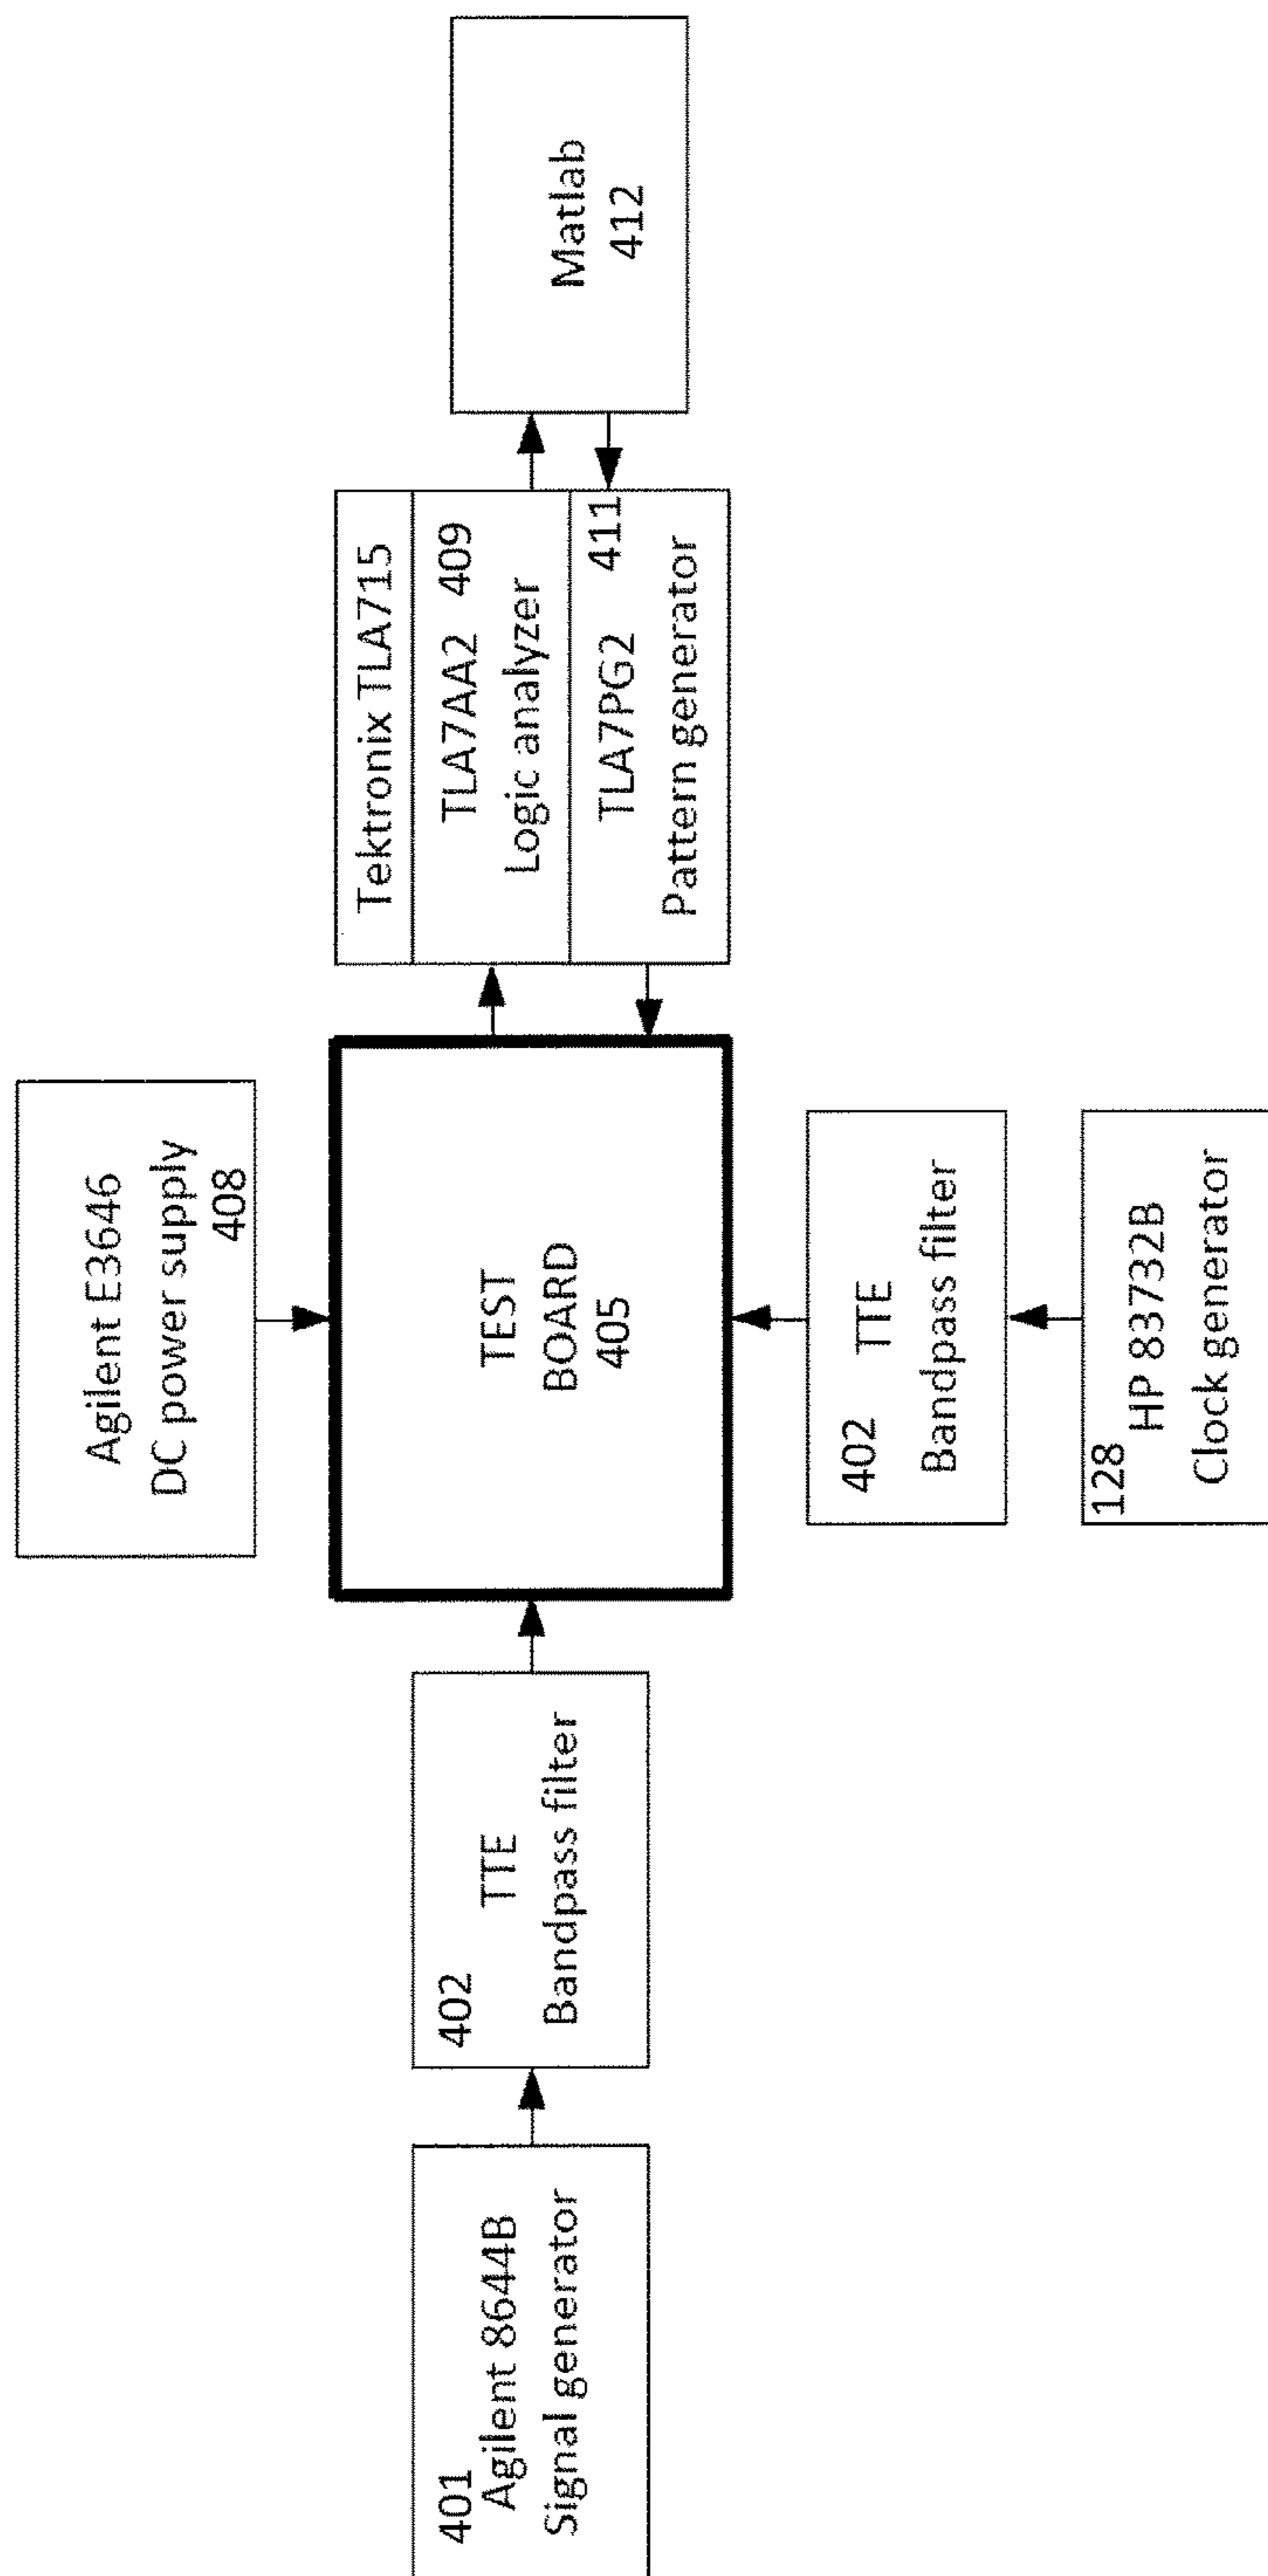 401
Agilent 8644B
Signal generator
402
TTE
Bandpass filter
Agilent E3646
DC power supply
408
TEST
BOARD
405
402 TTE
Bandpass filter
128
HP 83732B
Clock generator
Tektronix TLA715
TLA7AA2 409
Logic analyzer
TLA7PG2 411
Pattern generator
Matlab
412